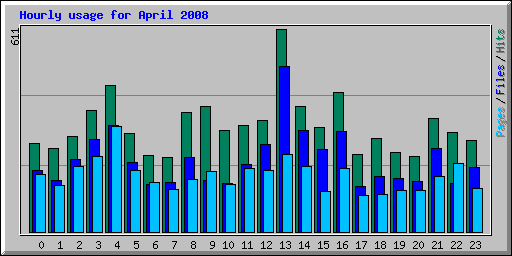 Hourly usage for April 2008
611
Pages / Files / Hits
0 1 2 3 4 5 6 7 8 9 10 11 12 13 14 15 16 17 18 19 20 21 22 23